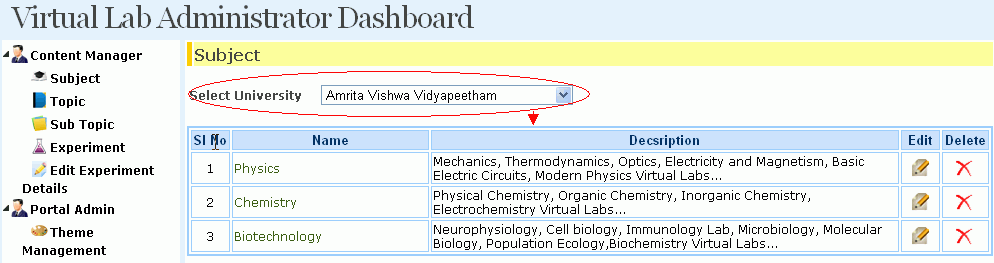 Virtual Lab Administrator Dashboard
Content Manager
Subject
Topic
Sub Topic
Experiment
Edit Experiment
Details
Portal Admin
Theme
Management
Subject
Select University Amrita Vishwa Vidyapeetham
Sl No Name Decsription Edit Delete
1 Physics Mechanics, Thermodynamics, Optics, Electricity and Magnetism, Basic
Electric Circuits, Modern Physics Virtual Labs...
2 Chemistry Physical Chemistry, Organic Chemistry, Inorganic Chemistry,
Electrochemistry Virtual Labs...
3 Biotechnology Neurophysiology, Cell biology, Immunology Lab, Microbiology, Molecular
Biology, Population Ecology,Biochemistry Virtual Labs...